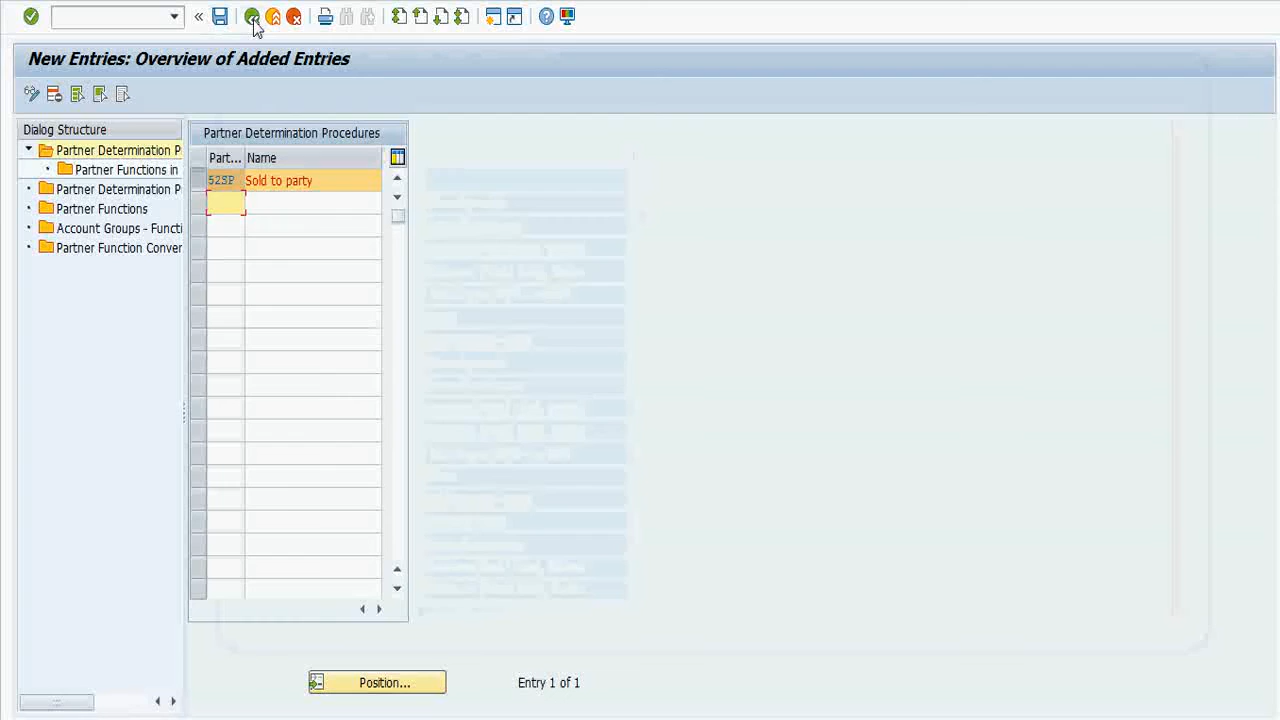 New Entries: Overview of Added Entries
Dialog Structure
Partner Determination P
Partner Functions in
Partner Determination P
Partner Functions
Account Groups - Functi
Partner Function Conver
Partner Determination Procedures
Part... Name
52SP Sold to party
Position... Entry 1 of 1